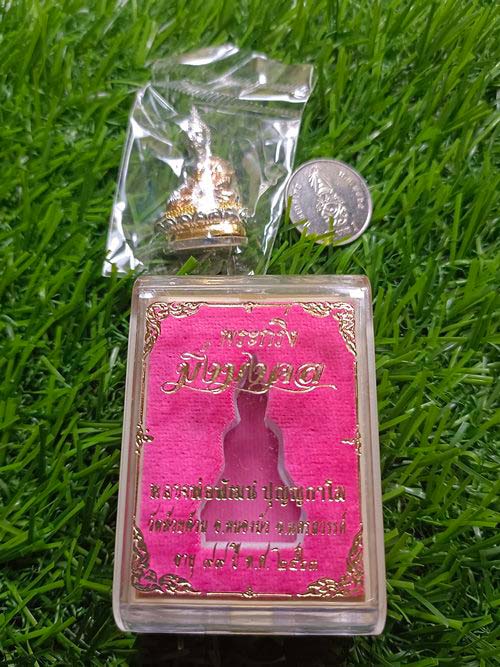 พระกริ่ง
มิ่งมงคล
หลวงพ่อพัฒน์ ปุญฺญกาโม
วัดห้วยด้วน อ.หนองบัว จ.นครสวรรค์
อายุ ๙๙ ปี พ.ศ. ๒๕๖๓